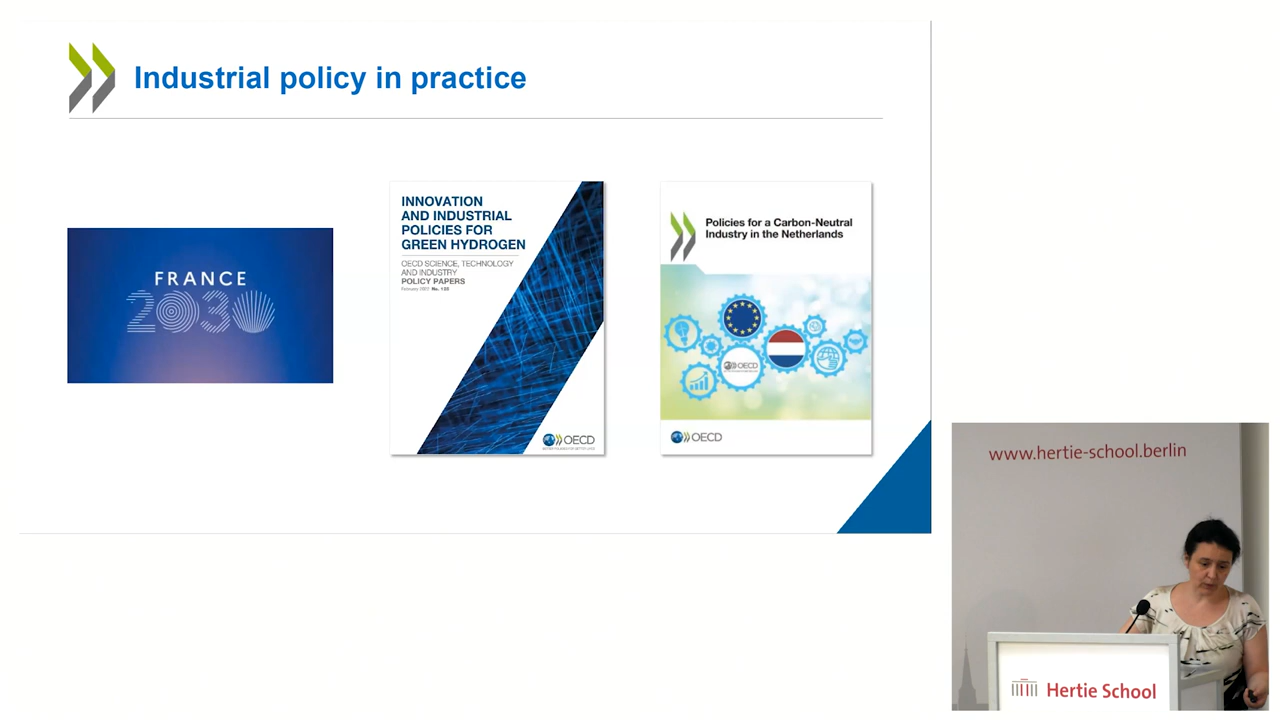 Industrial policy in practice
FRANCE
2030
INNOVATION
AND INDUSTRIAL
POLICIES FOR
GREEN HYDROGEN
OECD SCIENCE, TECHNOLOGY
AND INDUSTRY
POLICY PAPERS
OECD
Policies for a Carbon-Neutral
Industry in the Netherlands
OECD
OECD
www.hertie-school.berlin
Hertie School